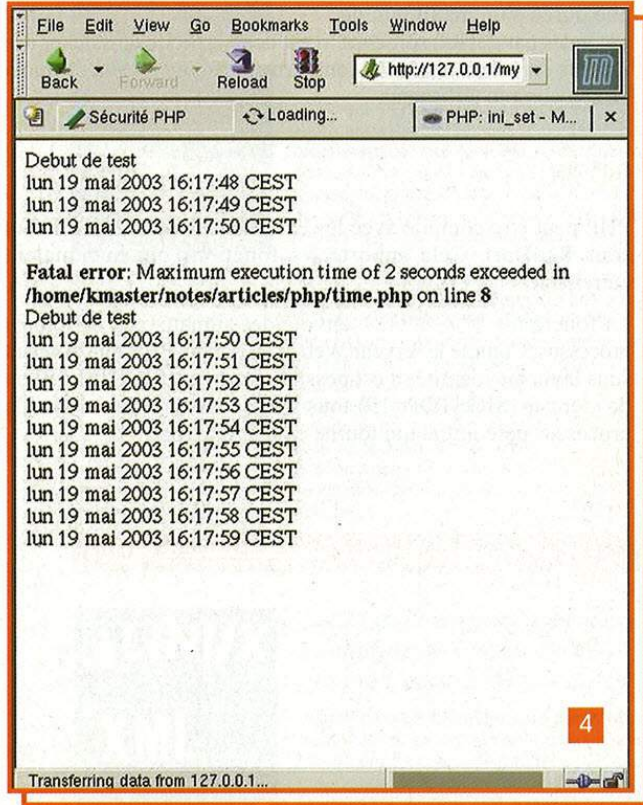 File Edit View Go Bookmarks Tools Window Help
Back Forward Reload Stop http://127.0.0.1/my
Sécurité PHP Loading... PHP: ini_set - M...
Debut de test
lun 19 mai 2003 16:17:48 CEST
lun 19 mai 2003 16:17:49 CEST
lun 19 mai 2003 16:17:50 CEST
Fatal error: Maximum execution time of 2 seconds exceeded in
/home/kmaster/notes/articles/php/time.php on line 8
Debut de test
lun 19 mai 2003 16:17:50 CEST
lun 19 mai 2003 16:17:51 CEST
lun 19 mai 2003 16:17:52 CEST
lun 19 mai 2003 16:17:53 CEST
lun 19 mai 2003 16:17:54 CEST
lun 19 mai 2003 16:17:55 CEST
lun 19 mai 2003 16:17:56 CEST
lun 19 mai 2003 16:17:57 CEST
lun 19 mai 2003 16:17:58 CEST
lun 19 mai 2003 16:17:59 CEST
4
Transferring data from 127.0.0.1...